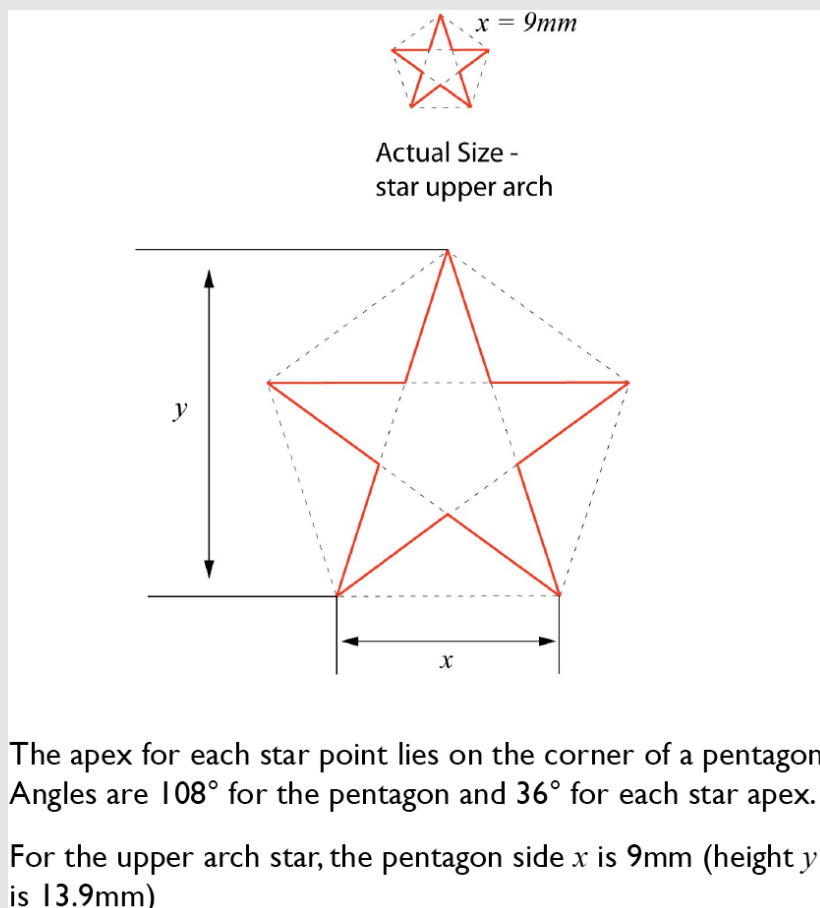 x = 9mm
Actual Size -
star upper arch
y
x
The apex for each star point lies on the corner of a pentagon
Angles are 108° for the pentagon and 36° for each star apex.
For the upper arch star, the pentagon side x is 9mm (height y
is 13.9mm)